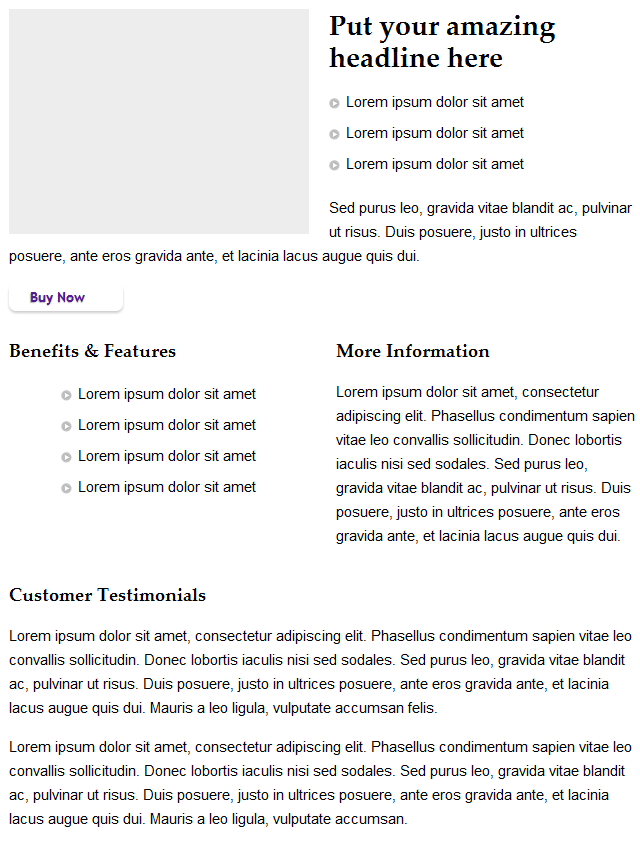 Put your amazing
headline here
Lorem ipsum dolor sit amet
Lorem ipsum dolor sit amet
Lorem ipsum dolor sit amet
Sed purus leo, gravida vitae blandit ac, pulvinar
ut risus. Duis posuere, justo in ultrices
posuere, ante eros gravida ante, et lacinia lacus augue quis dui.
Buy Now
Benefits & Features
Lorem ipsum dolor sit amet
Lorem ipsum dolor sit amet
Lorem ipsum dolor sit amet
Lorem ipsum dolor sit amet
More Information
Lorem ipsum dolor sit amet, consectetur
adipiscing elit. Phasellus condimentum sapien
vitae leo convallis sollicitudin. Donec lobortis
iaculis nisi sed sodales. Sed purus leo,
gravida vitae blandit ac, pulvinar ut risus. Duis
posuere, justo in ultrices posuere, ante eros
gravida ante, et lacinia lacus augue quis dui.
Customer Testimonials
Lorem ipsum dolor sit amet, consectetur adipiscing elit. Phasellus condimentum sapien vitae leo
convallis sollicitudin. Donec lobortis iaculis nisi sed sodales. Sed purus leo, gravida vitae blandit
ac, pulvinar ut risus. Duis posuere, justo in ultrices posuere, ante eros gravida ante, et lacinia
lacus augue quis dui. Mauris a leo ligula, vulputate accumsan felis.
Lorem ipsum dolor sit amet, consectetur adipiscing elit. Phasellus condimentum sapien vitae leo
convallis sollicitudin. Donec lobortis iaculis nisi sed sodales. Sed purus leo, gravida vitae blandit
ac, pulvinar ut risus. Duis posuere, justo in ultrices posuere, ante eros gravida ante, et lacinia
lacus augue quis dui. Mauris a leo ligula, vulputate accumsan.